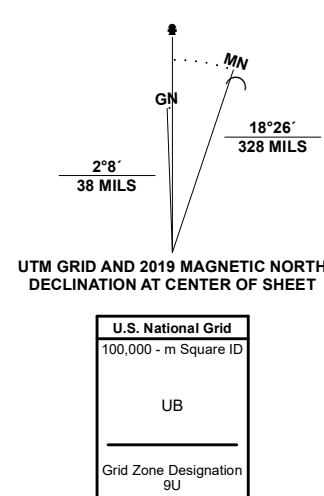 MN
GN
18°26´
328 MILS
2°8´
38 MILS
UTM GRID AND 2019 MAGNETIC NORTH
DECLINATION AT CENTER OF SHEET
U.S. National Grid
100,000 - m Square ID
UB
Grid Zone Designation
9U